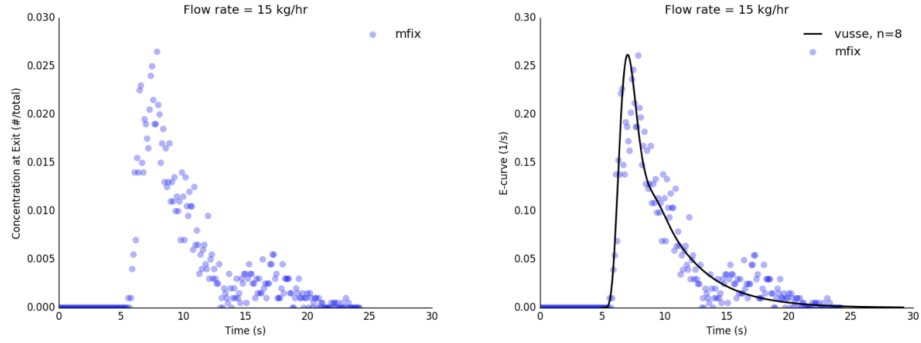 Flow rate = 15 kg/hr
mfix
Concentration at Exit (#/total)
0.030
0.025
0.020
0.015
0.010
0.005
0.000
0 5 10 15 20 25 30
Time (s)
Flow rate = 15 kg/hr
vusse, n=8
mfix
E-curve (1/s)
0.30
0.25
0.20
0.15
0.10
0.05
0.00
0 5 10 15 20 25 30
Time (s)